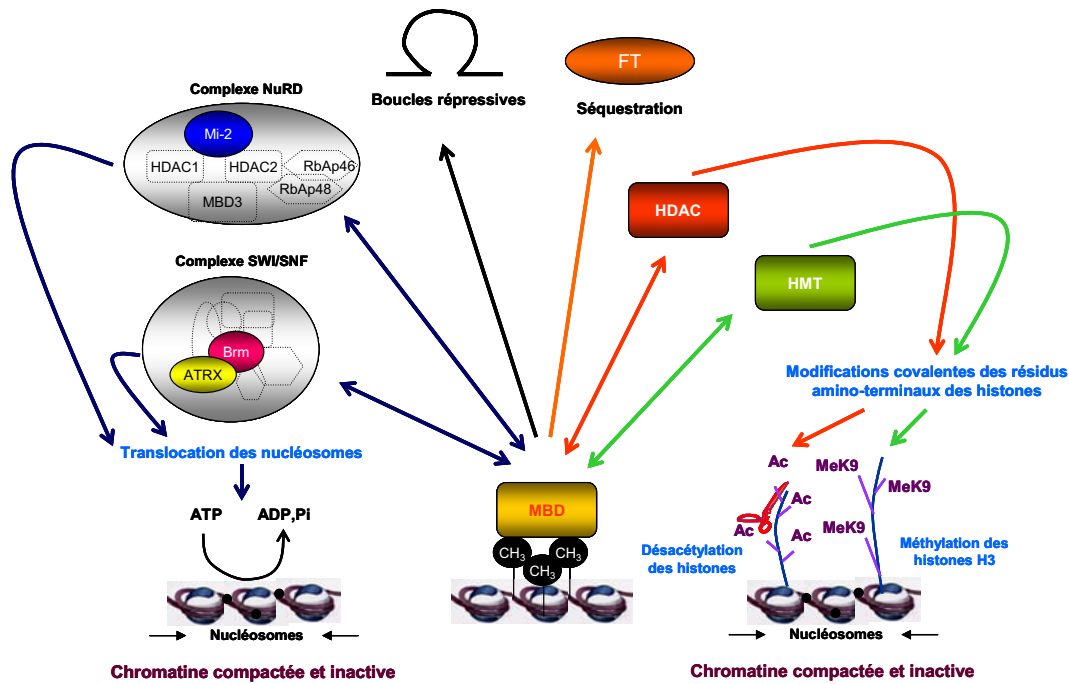 Complexe NuRD
Mi-2
HDAC1
HDAC2
RbAp46
RbAp48
MBD3
Boucles répressives
FT
Séquestration
HDAC
HMT
Complexe SWI/SNF
Brm
ATRX
Translocation des nucléosomes
ATP
ADP,Pi
Nucléosomes
Chromatine compactée et inactive
MBD
CH3
CH3
CH3
Modifications covalentes des résidus
amino-terminaux des histones
Ac
Ac
Ac
Ac
MeK9
MeK9
MeK9
Désacétylation
des histones
Méthylation des
histones H3
Nucléosomes
Chromatine compactée et inactive